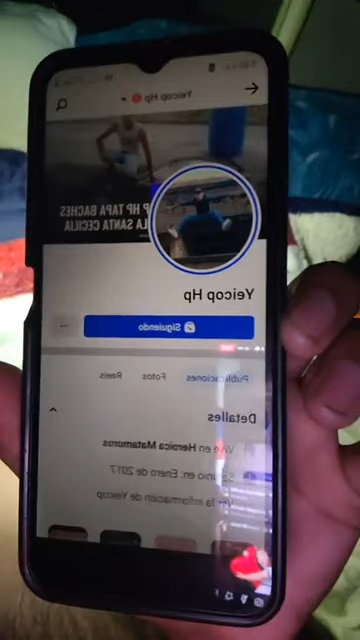 Yeicop Hp
HP TAPA BACHES
LA SANTA CECILIA
Yeicop Hp
Siguiendo
Publicaciones Fotos Reels
Detalles
Vive en Heroica Matamoros
Se unió en: Enero de 2017
Ver la información de Yeicop